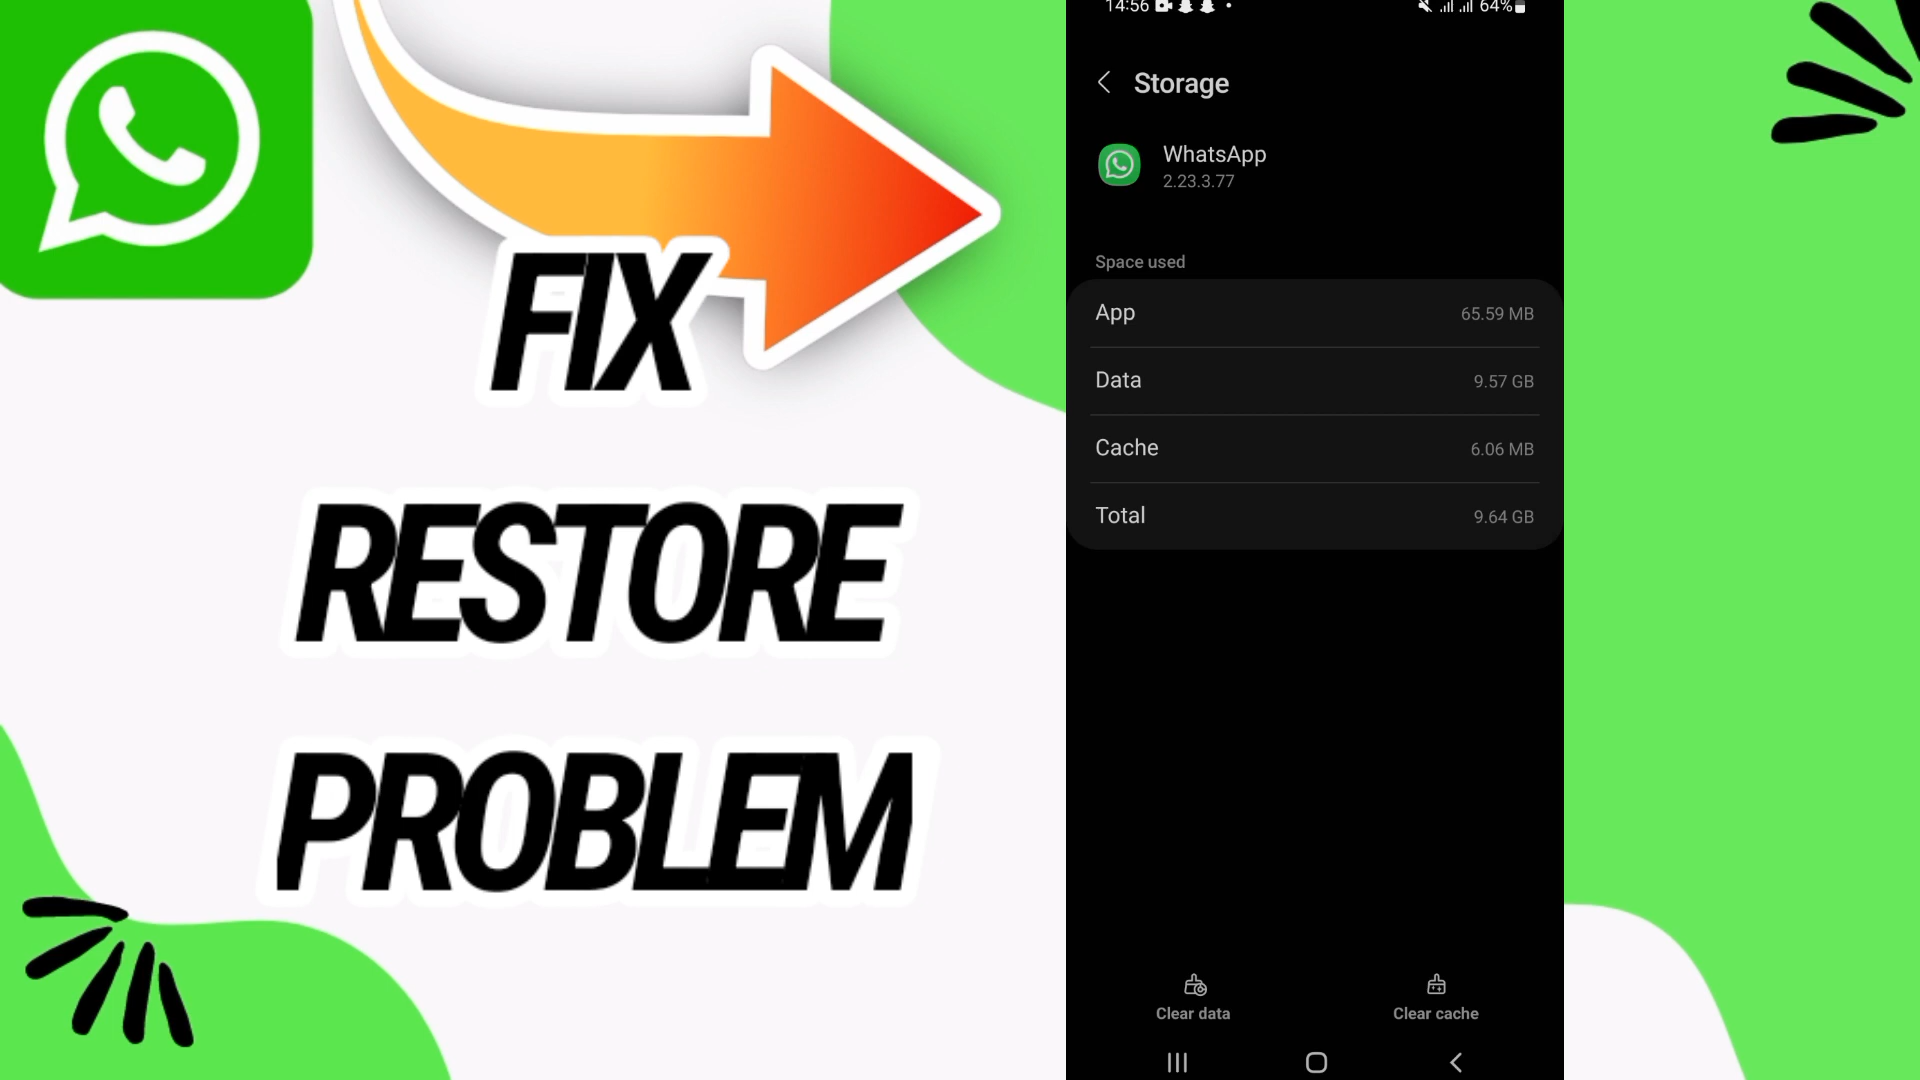 FIX
RESTORE
PROBLEM
14:56 64%
Storage
WhatsApp
2.23.3.77
Space used
App 65.59 MB
Data 9.57 GB
Cache 6.06 MB
Total 9.64 GB
Clear data Clear cache